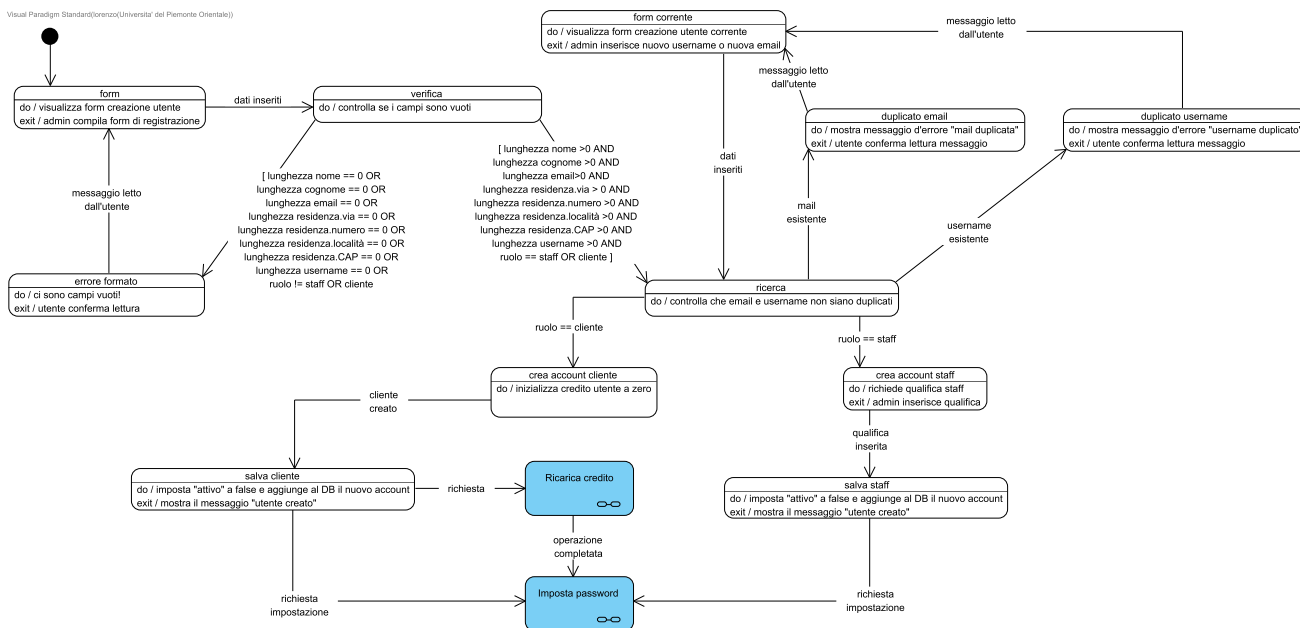 Visual Paradigm Standard(lorenzo(Universita' del Piemonte Orientale))
form corrente
do / visualizza form creazione utente corrente
exit / admin inserisce nuovo username o nuova email
messaggio letto
dall'utente
messaggio letto
dall'utente
form
do / visualizza form creazione utente
exit / admin compila form di registrazione
dati inseriti
verifica
do / controlla se i campi sono vuoti
duplicato email
do / mostra messaggio d'errore "mail duplicata"
exit / utente conferma lettura messaggio
duplicato username
do / mostra messaggio d'errore "username duplicato"
exit / utente conferma lettura messaggio
messaggio letto
dall'utente
[ lunghezza nome == 0 OR
lunghezza cognome == 0 OR
lunghezza email == 0 OR
lunghezza residenza.via == 0 OR
lunghezza residenza.numero == 0 OR
lunghezza residenza.località == 0 OR
lunghezza residenza.CAP == 0 OR
lunghezza username == 0 OR
ruolo != staff OR cliente
[ lunghezza nome >0 AND
lunghezza cognome >0 AND
lunghezza email>0 AND
lunghezza residenza.via > 0 AND
lunghezza residenza.numero >0 AND
lunghezza residenza.località >0 AND
lunghezza residenza.CAP >0 AND
lunghezza username >0 AND
ruolo == staff OR cliente ]
dati
inseriti
mail
esistente
username
esistente
errore formato
do / ci sono campi vuoti!
exit / utente conferma lettura
ricerca
do / controlla che email e username non siano duplicati
ruolo == cliente
ruolo == staff
crea account cliente
do / inizializza credito utente a zero
crea account staff
do / richiede qualifica staff
exit / admin inserisce qualifica
cliente
creato
qualifica
inserita
salva cliente
do / imposta "attivo" a false e aggiunge al DB il nuovo account
exit / mostra il messaggio "utente creato"
richiesta
Ricarica credito
salva staff
do / imposta "attivo" a false e aggiunge al DB il nuovo account
exit / mostra il messaggio "utente creato"
operazione
completata
richiesta
impostazione
Imposta password
richiesta
impostazione